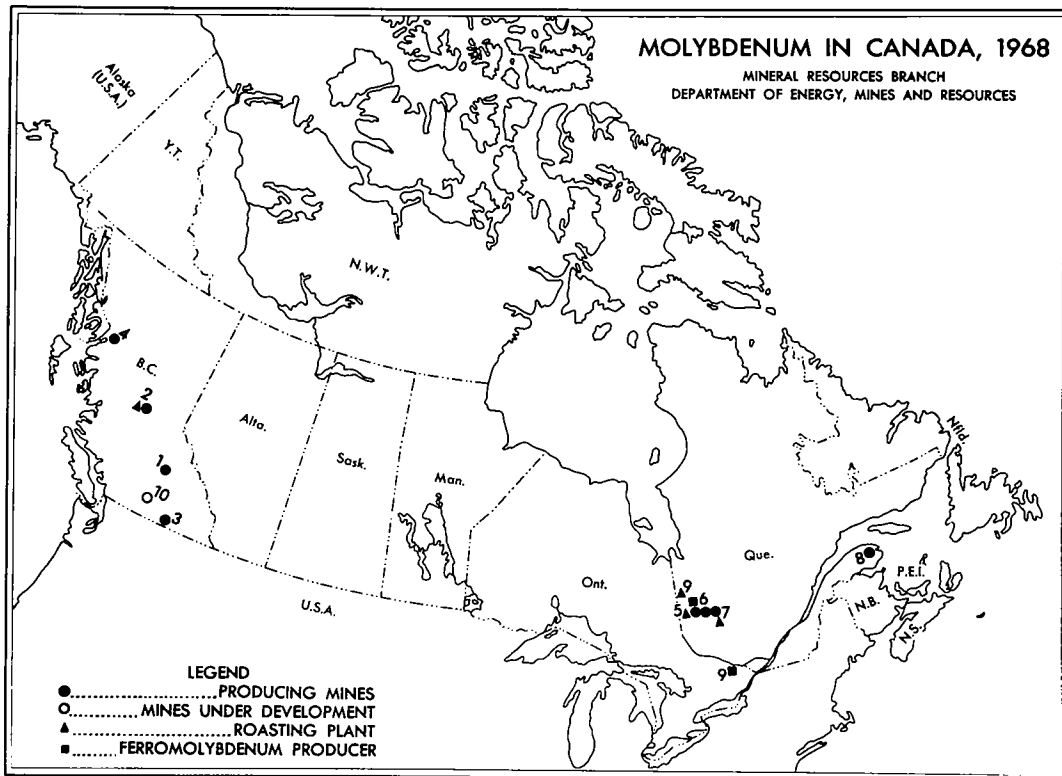 MOLYBDENUM IN CANADA, 1968
MINERAL RESOURCES BRANCH
DEPARTMENT OF ENERGY, MINES AND RESOURCES
Alaska
(U.S.A.)
Y.T.
N.W.T.
4
B.C.
2
Alta.
Sask.
Man.
Nfld.
1
10
3
Que.
8
P.E.I.
Ont.
9
6
5
7
N.B.
N.S.
U.S.A.
9
LEGEND
●..........................PRODUCING MINES
○............MINES UNDER DEVELOPMENT
▲............................ROASTING PLANT
■.......FERROMOLYBDENUM PRODUCER